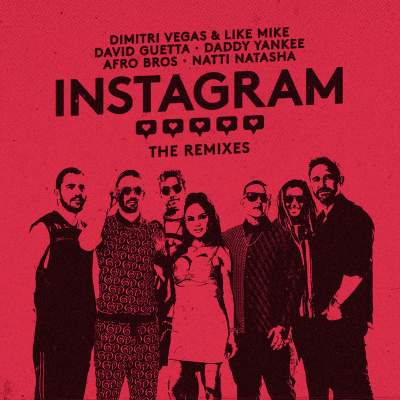 DIMITRI VEGAS & LIKE MIKE
DAVID GUETTA · DADDY YANKEE
AFRO BROS · NATTI NATASHA
INSTAGRAM
THE REMIXES